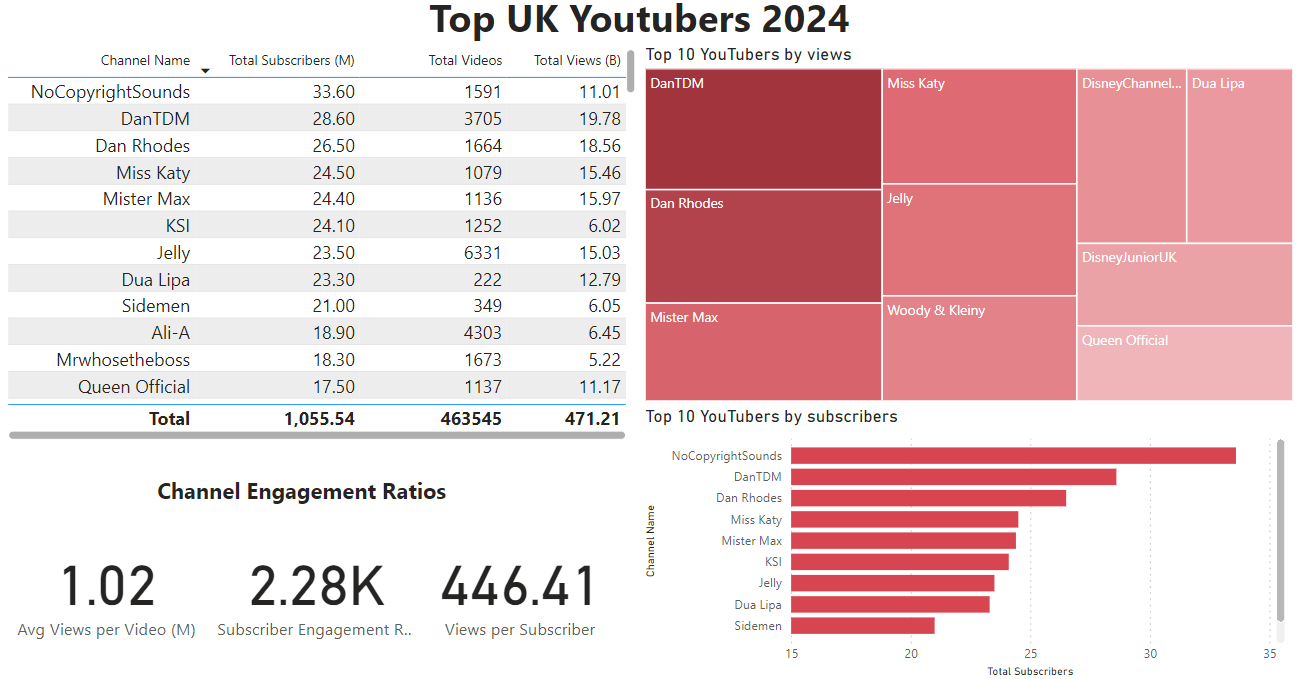 Top UK Youtubers 2024
Channel Name Total Subscribers (M) Total Videos Total Views (B)
NoCopyrightSounds 33.60 1591 11.01
DanTDM 28.60 3705 19.78
Dan Rhodes 26.50 1664 18.56
Miss Katy 24.50 1079 15.46
Mister Max 24.40 1136 15.97
KSI 24.10 1252 6.02
Jelly 23.50 6331 15.03
Dua Lipa 23.30 222 12.79
Sidemen 21.00 349 6.05
Ali-A 18.90 4303 6.45
Mrwhosetheboss 18.30 1673 5.22
Queen Official 17.50 1137 11.17
Total 1,055.54 463545 471.21
Channel Engagement Ratios
1.02 2.28K 446.41
Avg Views per Video (M) Subscriber Engagement R.. Views per Subscriber
Top 10 YouTubers by views
DanTDM Miss Katy DisneyChannel... Dua Lipa
Dan Rhodes Jelly
DisneyJuniorUK
Mister Max Woody & Kleiny
Queen Official
Top 10 YouTubers by subscribers
Channel Name
NoCopyrightSounds
DanTDM
Dan Rhodes
Miss Katy
Mister Max
KSI
Jelly
Dua Lipa
Sidemen
15 20 25 30 35
Total Subscribers